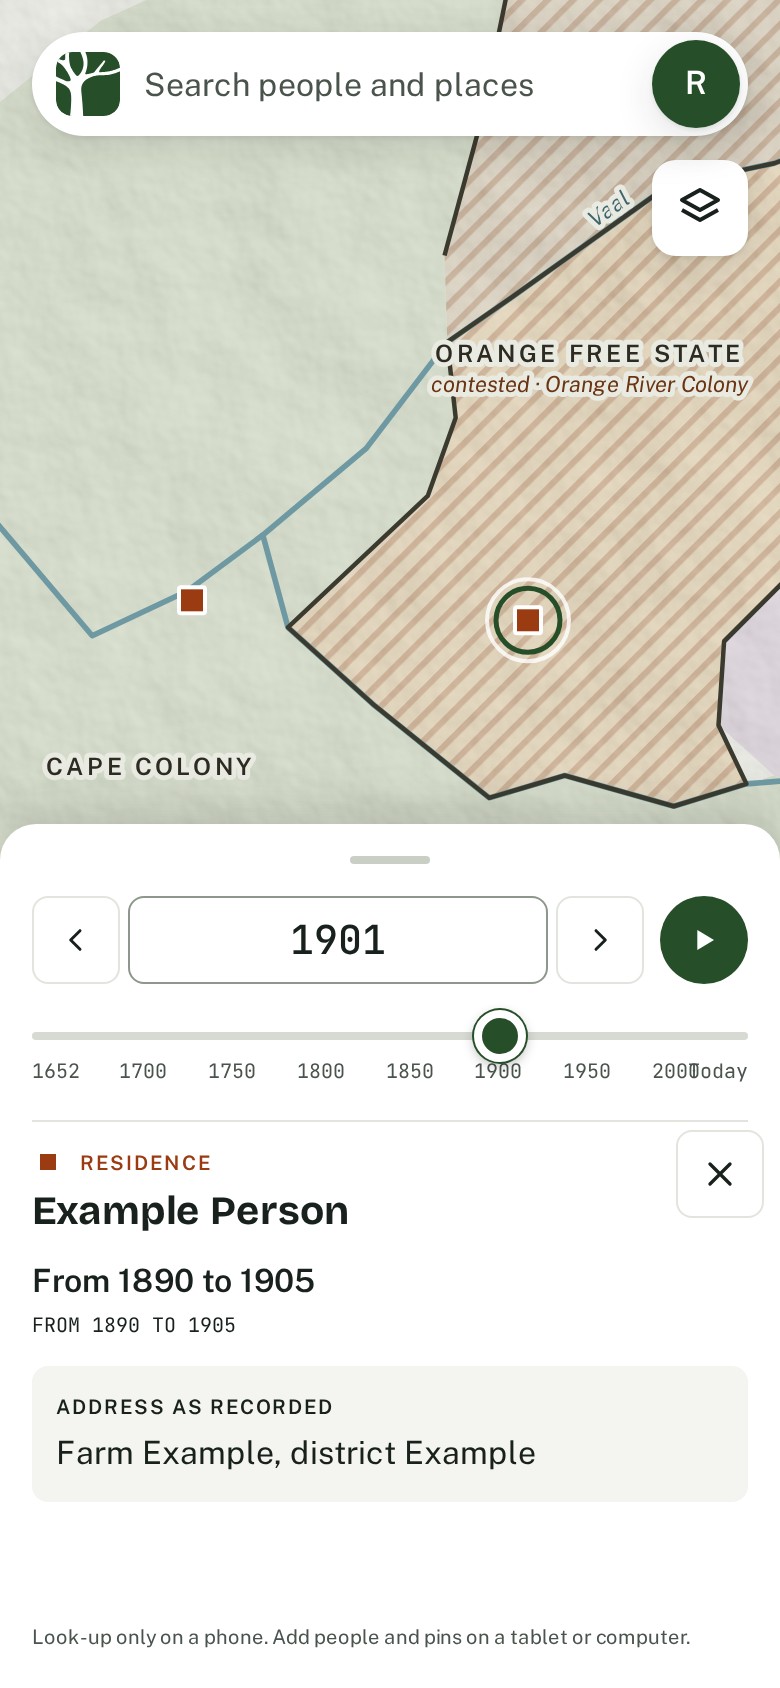 Search people and places
R
Vaal
ORANGE FREE STATE
contested · Orange River Colony
CAPE COLONY
1901
1652 1700 1750 1800 1850 1900 1950 2000 Today
RESIDENCE
Example Person
From 1890 to 1905
FROM 1890 TO 1905
ADDRESS AS RECORDED
Farm Example, district Example
Look-up only on a phone. Add people and pins on a tablet or computer.